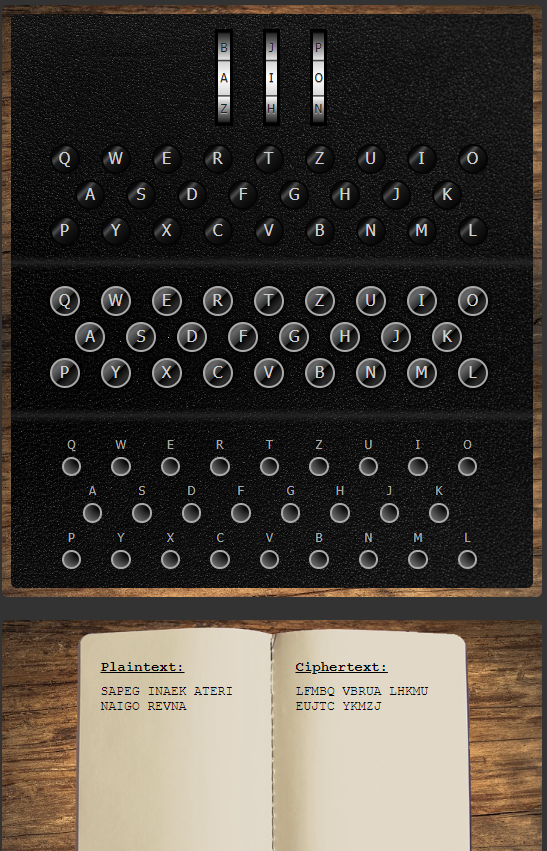 B J P
A I O
Z H N
Q W E R T Z U I O
A S D F G H J K
P Y X C V B N M L
Q W E R T Z U I O
A S D F G H J K
P Y X C V B N M L
Q W E R T Z U I O
A S D F G H J K
P Y X C V B N M L
Plaintext:
SAPEG INAEK ATERI
NAIGO REVNA
Ciphertext:
LFMBQ VBRUA LHKMU
EUJTC YKMZJ